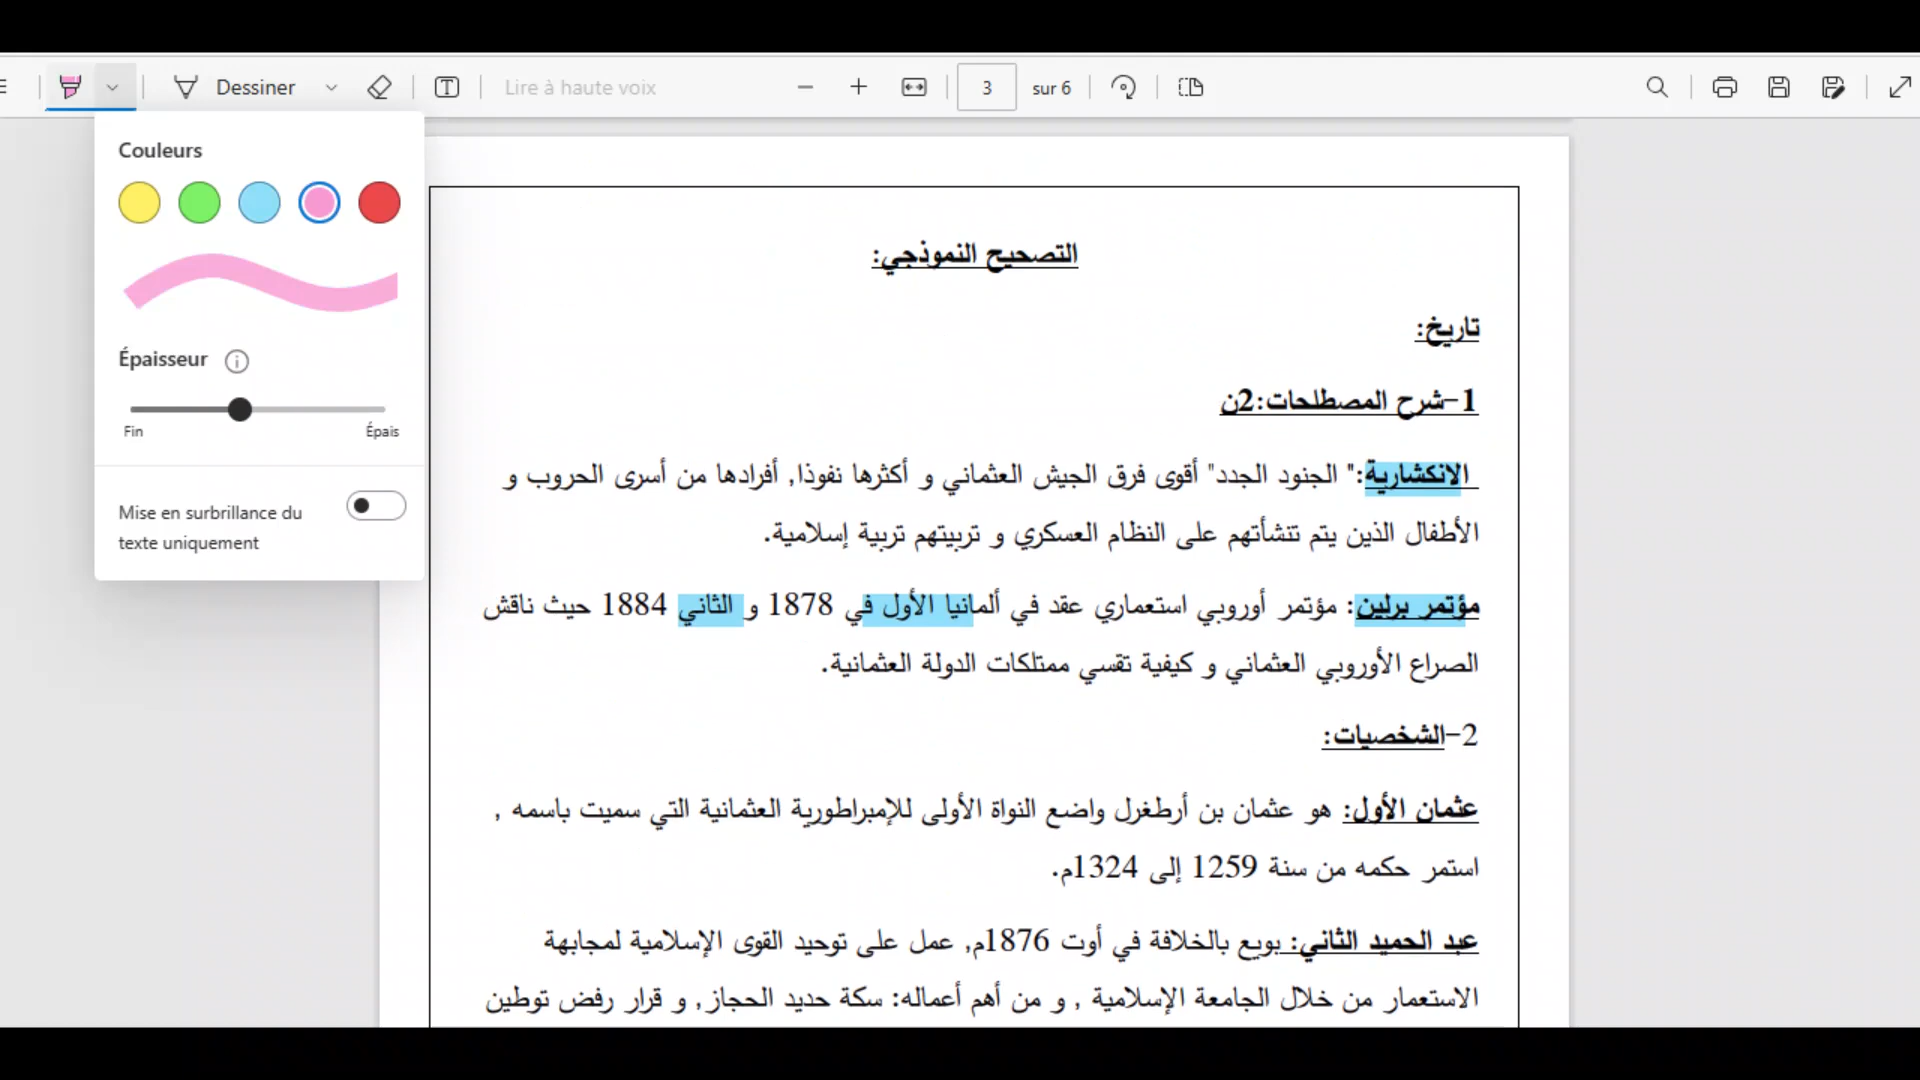 Dessiner
Lire à haute voix
3 sur 6
Couleurs
Épaisseur
Fin Épais
Mise en surbrillance du
texte uniquement
التصحيح النموذجي:
تاريخ:
1-شرح المصطلحات:2ن
الانكشارية:" الجنود الجدد" أقوى فرق الجيش العثماني و أكثرها نفوذا, أفرادها من أسرى الحروب و
الأطفال الذين يتم تتشأتهم على النظام العسكري و تربيتهم تربية إسلامية.
مؤتمر برلين: مؤتمر أوروبي استعماري عقد في ألمانيا الأول في 1878 و الثاني 1884 حيث ناقش
الصراع الأوروبي العثماني و كيفية تقسي ممتلكات الدولة العثمانية.
2-الشخصيات:
عثمان الأول: هو عثمان بن أرطغرل واضع النواة الأولى للإمبراطورية العثمانية التي سميت باسمه ,
استمر حكمه من سنة 1259 إلى 1324م.
عبد الحميد الثاني: بويع بالخلافة في أوت 1876م, عمل على توحيد القوى الإسلامية لمجابهة
الاستعمار من خلال الجامعة الإسلامية , و من أهم أعماله: سكة حديد الحجاز, و قرار رفض توطين